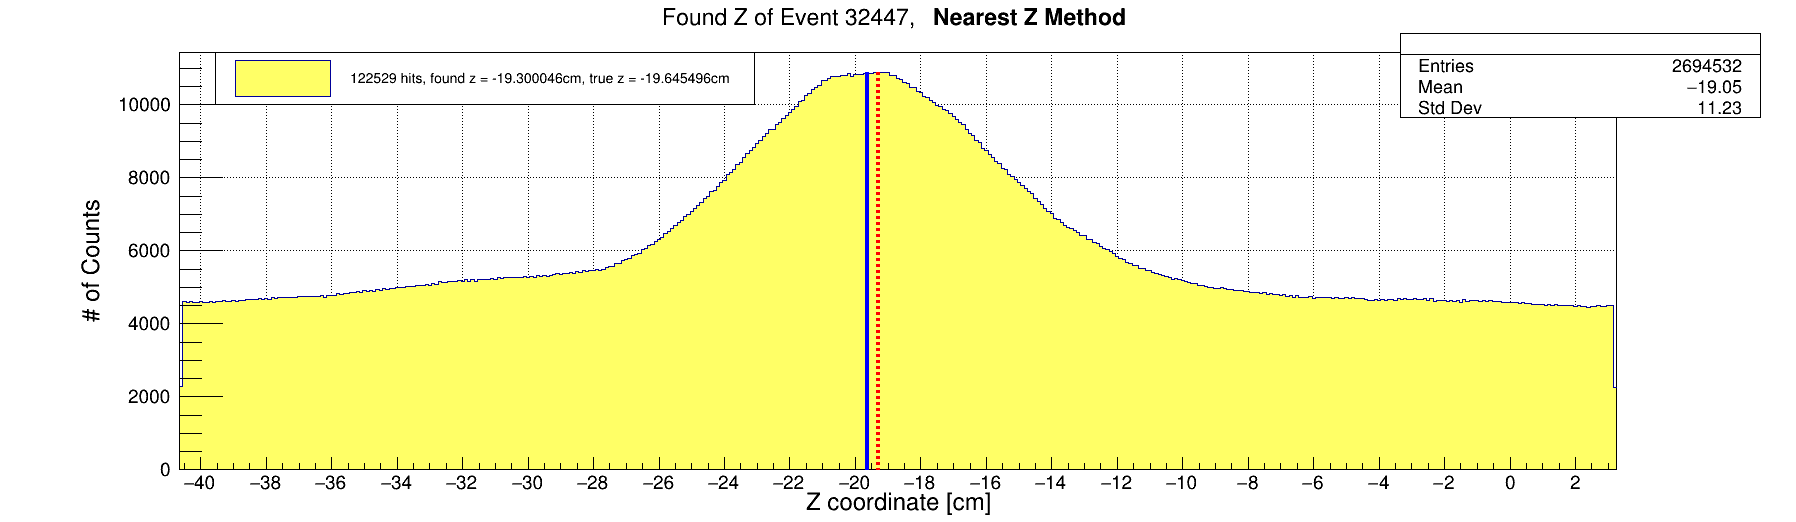 Found Z of Event 32447, Nearest Z Method
122529 hits, found z = -19.300046cm, true z = -19.645496cm
Entries 2694532
Mean −19.05
Std Dev 11.23
# of Counts
10000
8000
6000
4000
2000
0
−40 −38 −36 −34 −32 −30 −28 −26 −24 −22 −20 −18 −16 −14 −12 −10 −8 −6 −4 −2 0 2
Z coordinate [cm]